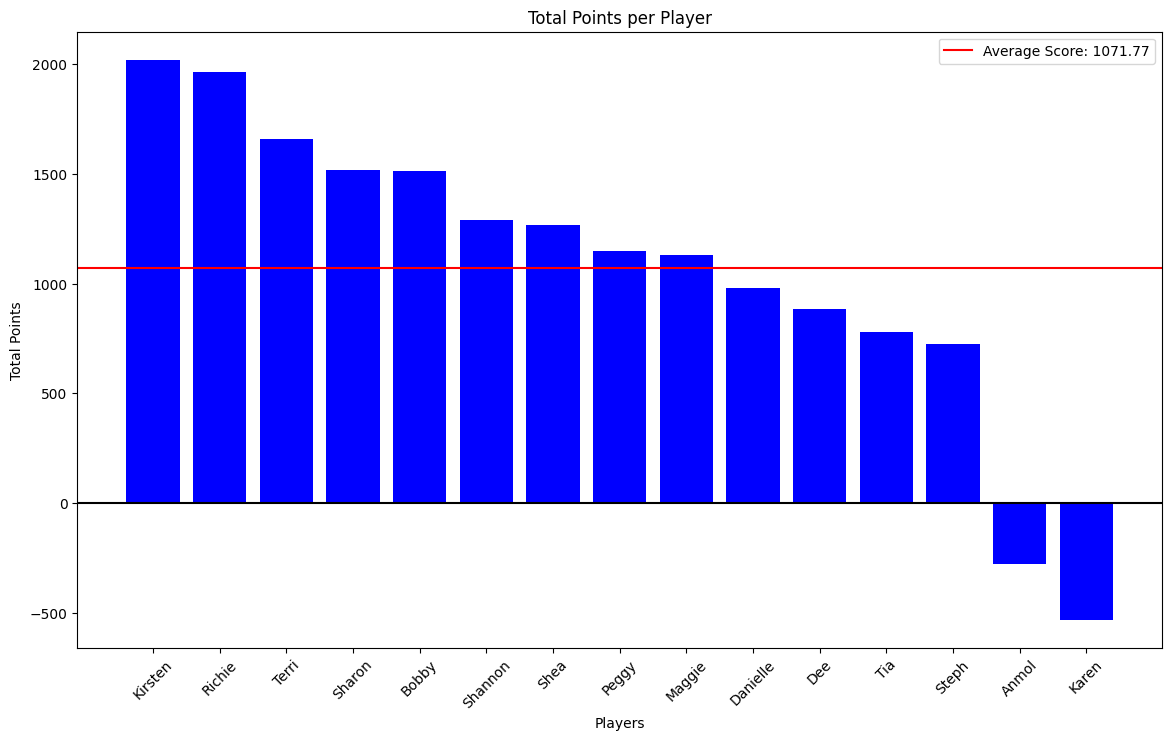 Total Points per Player
Average Score: 1071.77
Total Points
2000
1500
1000
500
0
−500
Kirsten
Richie
Terri
Sharon
Bobby
Shannon
Shea
Peggy
Maggie
Danielle
Dee
Tia
Steph
Anmol
Karen
Players